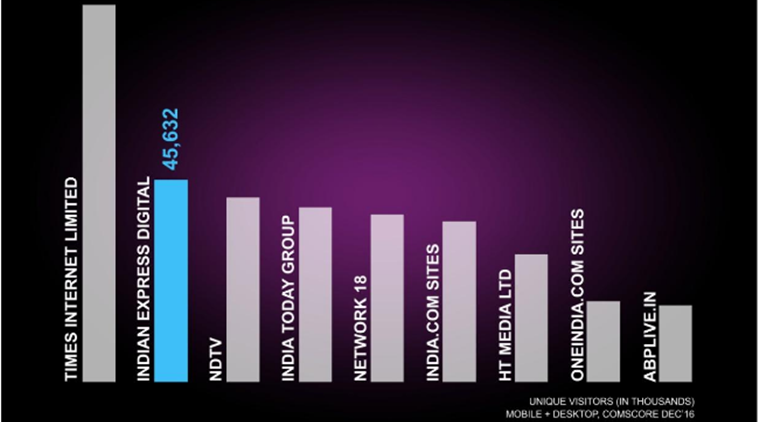 TIMES INTERNET LIMITED
INDIAN EXPRESS DIGITAL
45,632
NDTV
INDIA TODAY GROUP
NETWORK 18
INDIA.COM SITES
HT MEDIA LTD
ONEINDIA.COM SITES
ABPLIVE.IN
UNIQUE VISITORS (IN THOUSANDS)
MOBILE + DESKTOP, COMSCORE DEC'16